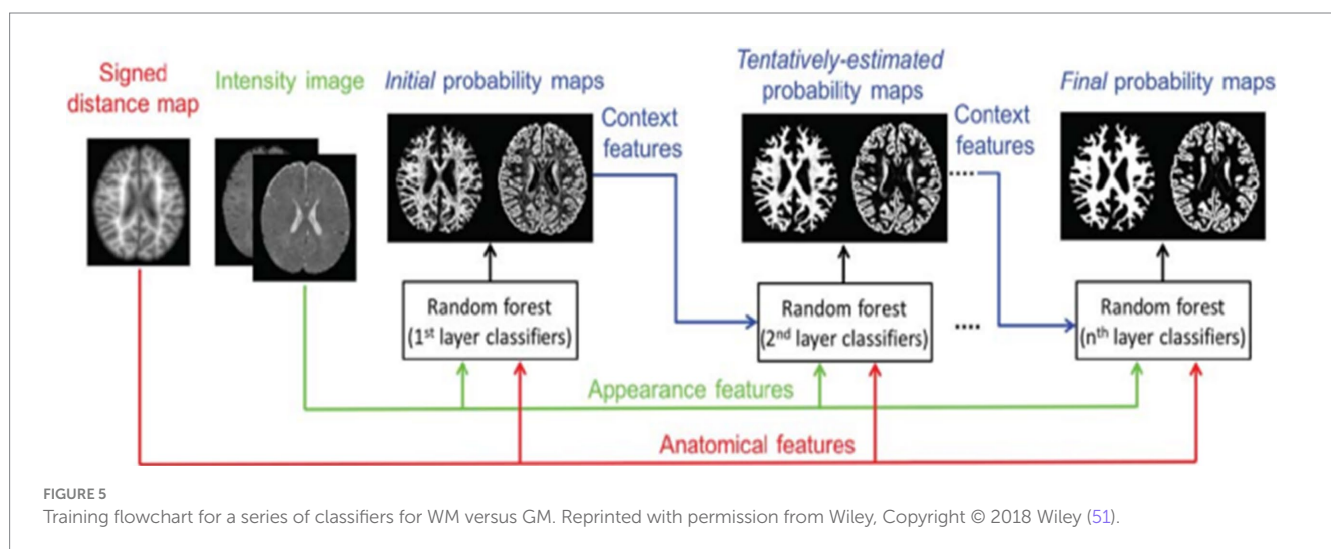 Signed
distance map
Intensity image
Initial probability maps
Context
features
Tentatively-estimated
probability maps
Context
features
Final probability maps
Random forest
(1st layer classifiers)
Random forest
(2nd layer classifiers)
Random forest
(nth layer classifiers)
Appearance features
Anatomical features
FIGURE 5
Training flowchart for a series of classifiers for WM versus GM. Reprinted with permission from Wiley, Copyright © 2018 Wiley (51).